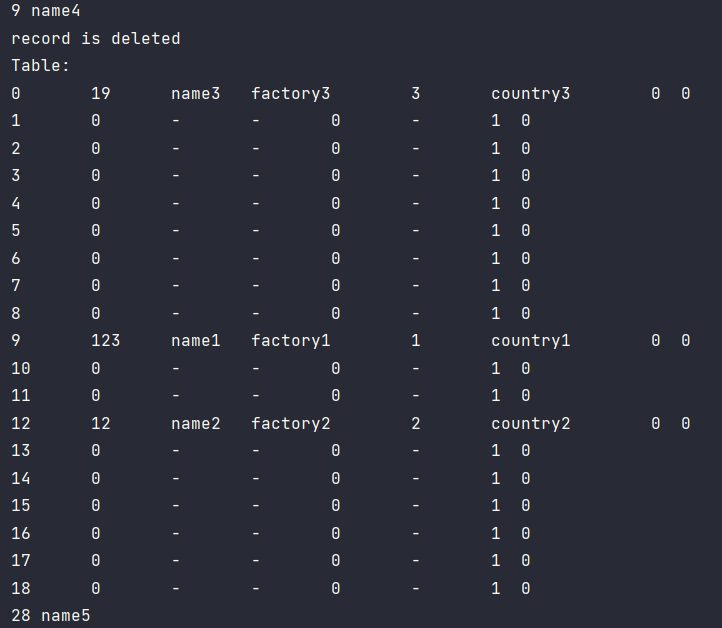 9 name4
record is deleted
Table:
0 19 name3 factory3 3 country3 0 0
1 0 - - 0 - 1 0
2 0 - - 0 - 1 0
3 0 - - 0 - 1 0
4 0 - - 0 - 1 0
5 0 - - 0 - 1 0
6 0 - - 0 - 1 0
7 0 - - 0 - 1 0
8 0 - - 0 - 1 0
9 123 name1 factory1 1 country1 0 0
10 0 - - 0 - 1 0
11 0 - - 0 - 1 0
12 12 name2 factory2 2 country2 0 0
13 0 - - 0 - 1 0
14 0 - - 0 - 1 0
15 0 - - 0 - 1 0
16 0 - - 0 - 1 0
17 0 - - 0 - 1 0
18 0 - - 0 - 1 0
28 name5